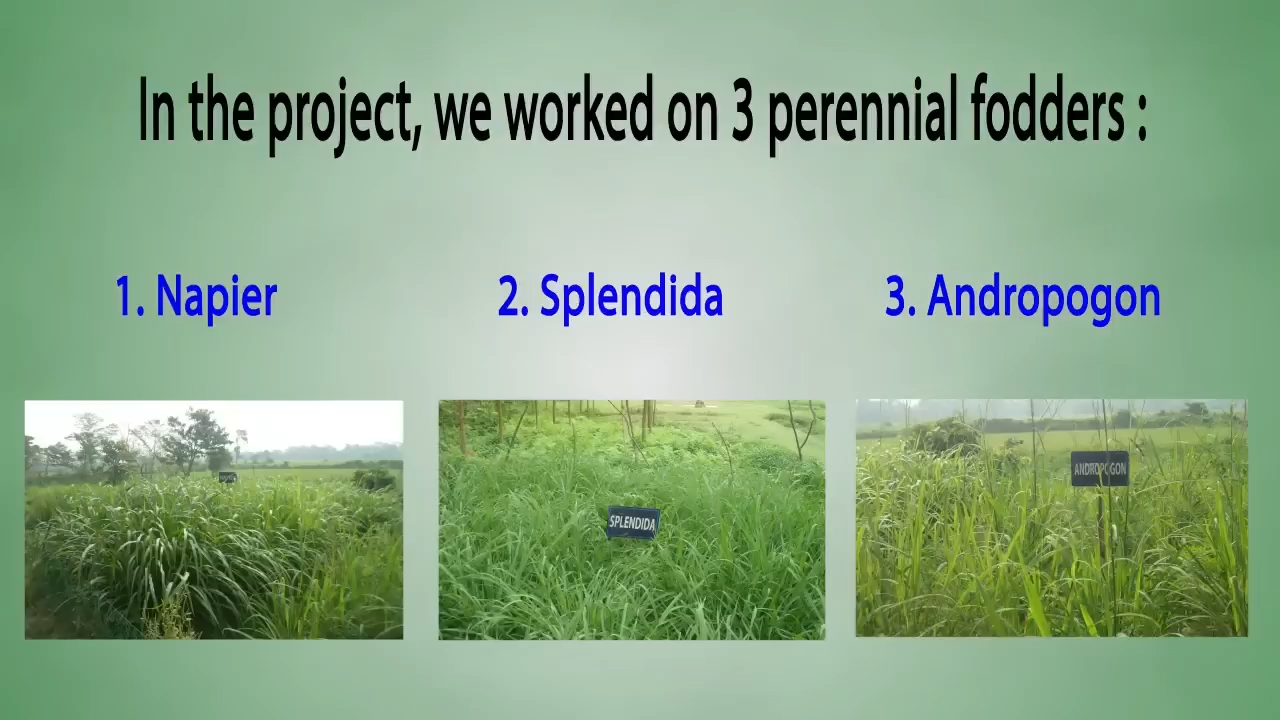 In the project, we worked on 3 perennial fodders :
1. Napier
2. Splendida
3. Andropogon
SPLENDIDA
ANDROPOGON